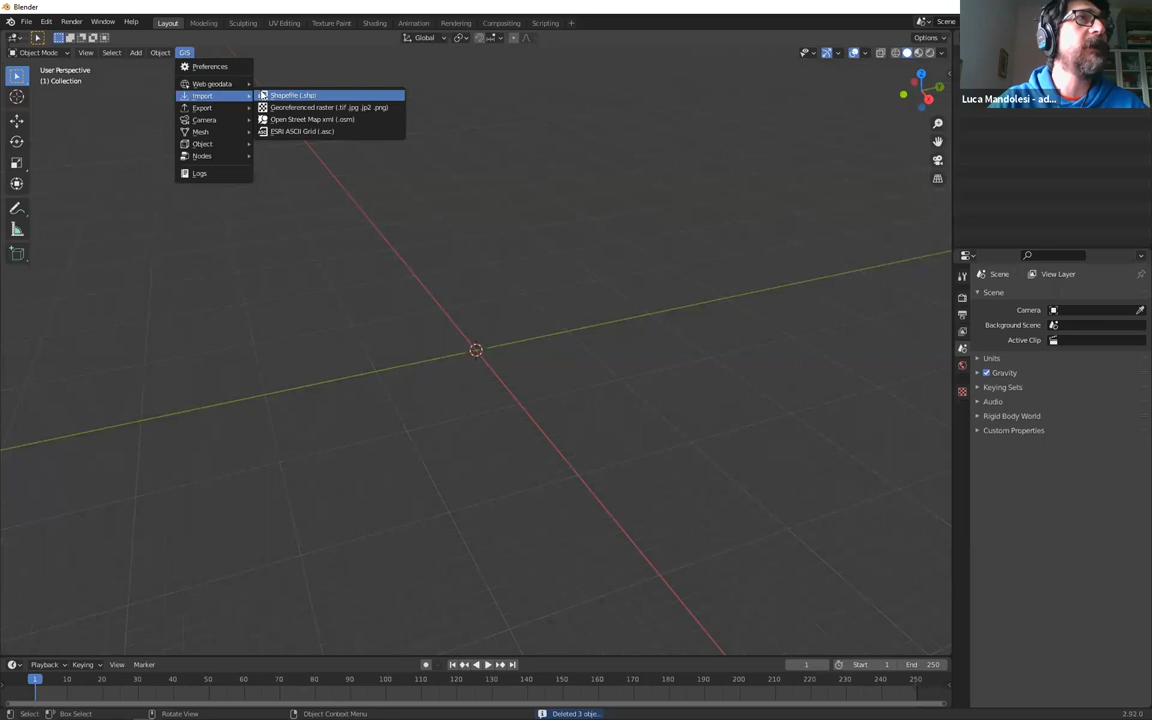 Blender
File Edit Render Window Help Layout Modeling Sculpting UV Editing Texture Paint Shading Animation Rendering Compositing Scripting + Scene
Global Options
Object Mode View Select Add Object GIS
User Perspective
(1) Collection
Preferences
Web geodata
Import
Export
Camera
Mesh
Object
Nodes
Logs
Shapefile (.shp)
Georeferenced raster (.tif .jpg .jp2 .png)
Open Street Map xml (.osm)
ESRI ASCII Grid (.asc)
Z
Y
X
Luca Mandolesi - ad...
Scene View Layer
Scene
Camera
Background Scene
Active Clip
Units
Gravity
Keying Sets
Audio
Rigid Body World
Custom Properties
Playback Keying View Marker 1 Start 1 End 250
1 10 20 30 40 50 60 70 80 90 100 110 120 130 140 150 160 170 180 190 200 210 220 230 240 250
Select Box Select Rotate View Object Context Menu Deleted 3 obje... 2.92.0